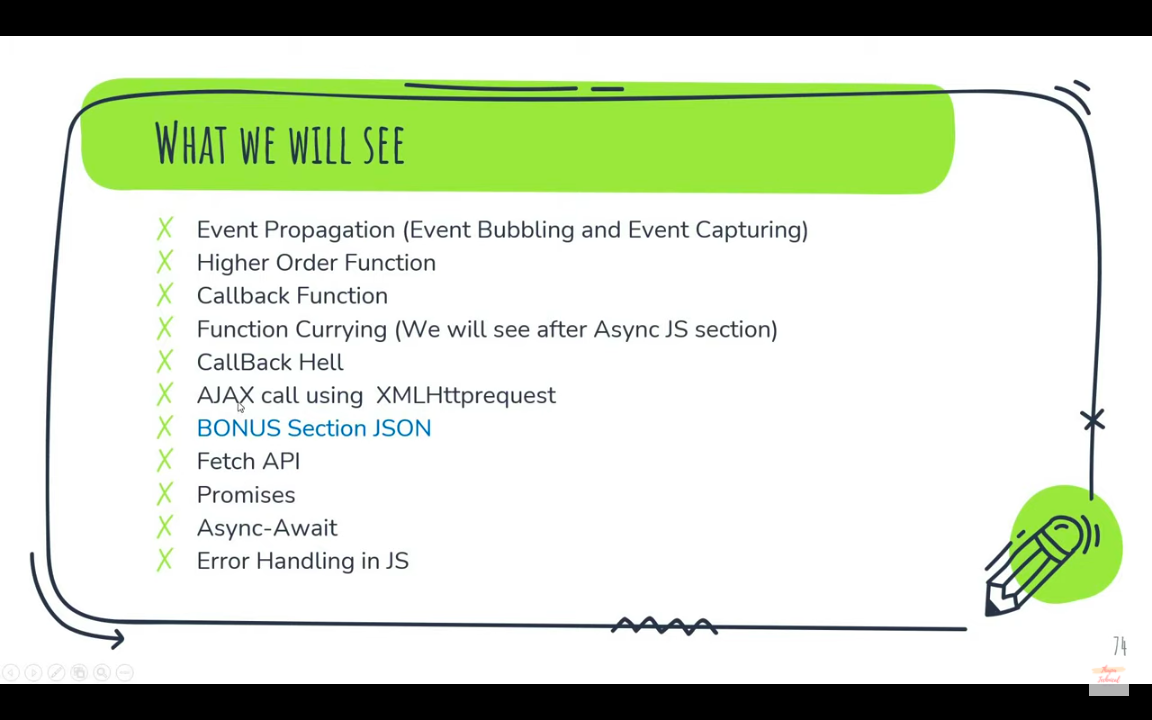 What we will see
Event Propagation (Event Bubbling and Event Capturing)
Higher Order Function
Callback Function
Function Currying (We will see after Async JS section)
CallBack Hell
AJAX call using  XMLHttprequest
BONUS Section JSON
Fetch API
Promises
Async-Await
Error Handling in JS
74